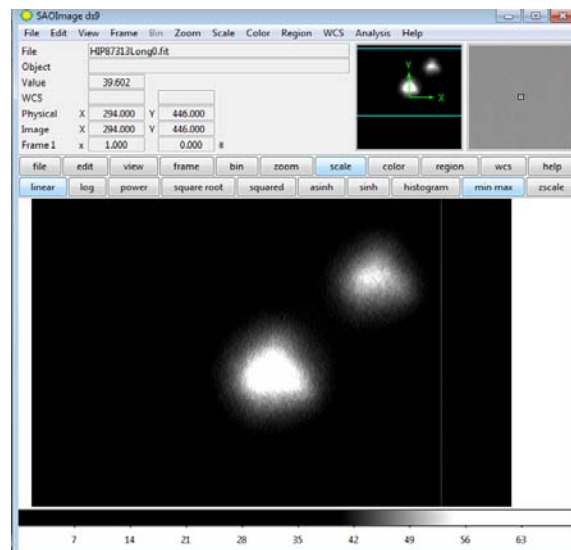 SAOImage ds9
File Edit View Frame Bin Zoom Scale Color Region WCS Analysis Help
File HIP87313Long0.fit
Object
Value 39.602
WCS
Physical X 294.000 Y 446.000
Image X 294.000 Y 446.000
Frame 1 x 1.000 0.000 °
Y
X
file edit view frame bin zoom scale color region wcs help
linear log power square root squared asinh sinh histogram min max zscale
7 14 21 28 35 42 49 56 63